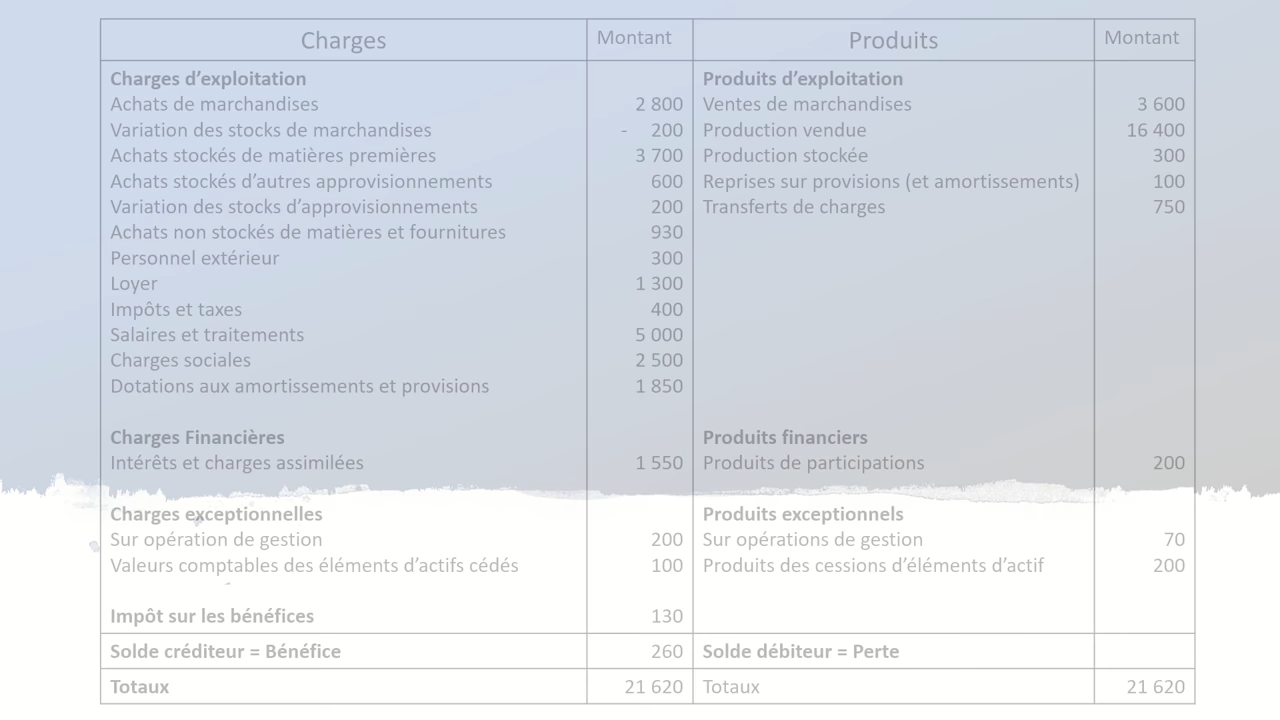 Charges Montant Produits Montant
Charges d’exploitation Produits d’exploitation
Achats de marchandises 2 800 Ventes de marchandises 3 600
Variation des stocks de marchandises - 200 Production vendue 16 400
Achats stockés de matières premières 3 700 Production stockée 300
Achats stockés d’autres approvisionnements 600 Reprises sur provisions (et amortissements) 100
Variation des stocks d’approvisionnements 200 Transferts de charges 750
Achats non stockés de matières et fournitures 930
Personnel extérieur 300
Loyer 1 300
Impôts et taxes 400
Salaires et traitements 5 000
Charges sociales 2 500
Dotations aux amortissements et provisions 1 850
Charges Financières Produits financiers
Intérêts et charges assimilées 1 550 Produits de participations 200
Charges exceptionnelles Produits exceptionnels
Sur opération de gestion 200 Sur opérations de gestion 70
Valeurs comptables des éléments d’actifs cédés 100 Produits des cessions d’éléments d’actif 200
Impôt sur les bénéfices 130
Solde créditeur = Bénéfice 260 Solde débiteur = Perte
Totaux 21 620 Totaux 21 620